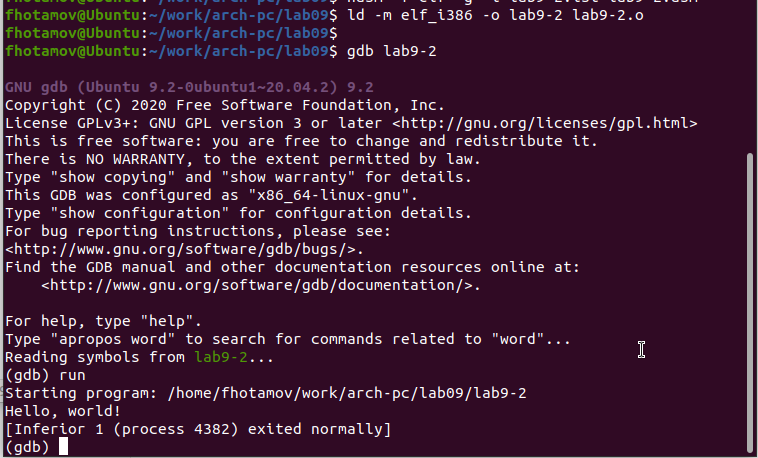 fhotamov@Ubuntu:~/work/arch-pc/lab09$ ld -m elf_i386 -o lab9-2 lab9-2.o
fhotamov@Ubuntu:~/work/arch-pc/lab09$
fhotamov@Ubuntu:~/work/arch-pc/lab09$ gdb lab9-2
GNU gdb (Ubuntu 9.2-0ubuntu1~20.04.2) 9.2
Copyright (C) 2020 Free Software Foundation, Inc.
License GPLv3+: GNU GPL version 3 or later <http://gnu.org/licenses/gpl.html>
This is free software: you are free to change and redistribute it.
There is NO WARRANTY, to the extent permitted by law.
Type "show copying" and "show warranty" for details.
This GDB was configured as "x86_64-linux-gnu".
Type "show configuration" for configuration details.
For bug reporting instructions, please see:
<http://www.gnu.org/software/gdb/bugs/>.
Find the GDB manual and other documentation resources online at:
    <http://www.gnu.org/software/gdb/documentation/>.
For help, type "help".
Type "apropos word" to search for commands related to "word"...
Reading symbols from lab9-2...
(gdb) run
Starting program: /home/fhotamov/work/arch-pc/lab09/lab9-2
Hello, world!
[Inferior 1 (process 4382) exited normally]
(gdb)